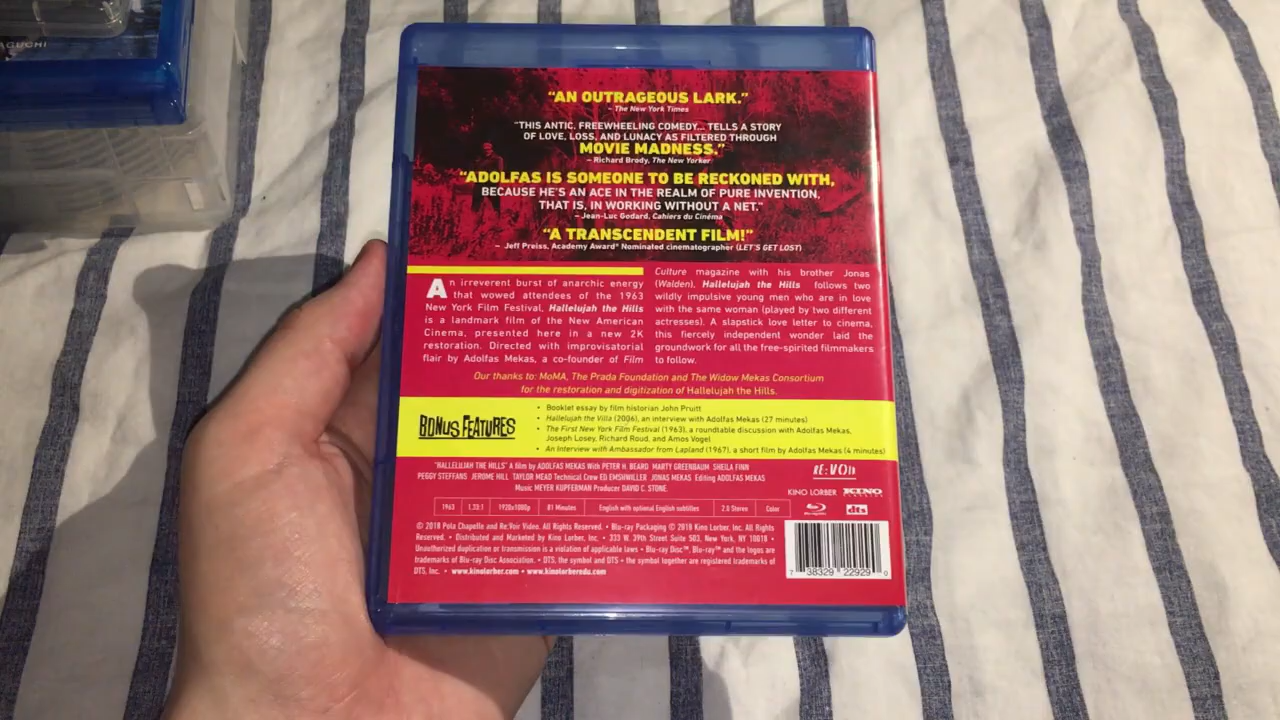 AGUCHI
“AN OUTRAGEOUS LARK.”
– The New York Times
“THIS ANTIC, FREEWHEELING COMEDY... TELLS A STORY
OF LOVE, LOSS, AND LUNACY AS FILTERED THROUGH
MOVIE MADNESS.”
– Richard Brody, The New Yorker
“ADOLFAS IS SOMEONE TO BE RECKONED WITH,
BECAUSE HE’S AN ACE IN THE REALM OF PURE INVENTION,
THAT IS, IN WORKING WITHOUT A NET.”
– Jean-Luc Godard, Cahiers du Cinéma
“A TRANSCENDENT FILM!”
– Jeff Preiss, Academy Award® Nominated cinematographer (LET’S GET LOST)
An irreverent burst of anarchic energy
that wowed attendees of the 1963
New York Film Festival, Hallelujah the Hills
is a landmark film of the New American
Cinema, presented here in a new 2K
restoration. Directed with improvisatorial
flair by Adolfas Mekas, a co-founder of Film
Culture magazine with his brother Jonas
(Walden), Hallelujah the Hills follows two
wildly impulsive young men who are in love
with the same woman (played by two different
actresses). A slapstick love letter to cinema,
this fiercely independent wonder laid the
groundwork for all the free-spirited filmmakers
to follow.
Our thanks to: MoMA, The Prada Foundation and The Widow Mekas Consortium
for the restoration and digitization of Hallelujah the Hills.
BONUS FEATURES
• Booklet essay by film historian John Pruitt
• Hallelujah the Villa (2006), an interview with Adolfas Mekas (27 minutes)
• The First New York Film Festival (1963), a roundtable discussion with Adolfas Mekas,
Joseph Losey, Richard Roud, and Amos Vogel
• An Interview with Ambassador from Lapland (1967), a short film by Adolfas Mekas (4 minutes)
"HALLELUJAH THE HILLS" A film by ADOLFAS MEKAS With PETER H. BEARD MARTY GREENBAUM SHEILA FINN
PEGGY STEFFANS JEROME HILL TAYLOR MEAD Technical Crew ED EMSHWILLER JONAS MEKAS Editing ADOLFAS MEKAS
Music MEYER KUPFERMAN Producer DAVID C. STONE.
RE:VOIR
KINO LORBER KINO CLASSICS
1963 1.33:1 1920x1080p 81 Minutes English with optional English subtitles 2.0 Stereo Color
Blu-ray Disc dts
© 2018 Pola Chapelle and Re:Voir Video. All Rights Reserved. • Blu-ray Packaging © 2018 Kino Lorber, Inc. All Rights
Reserved. • Distributed and Marketed by Kino Lorber, Inc. • 333 W. 39th Street Suite 503, New York, NY 10018 •
Unauthorized duplication or transmission is a violation of applicable laws • Blu-ray Disc™, Blu-ray™ and the logos are
trademarks of Blu-ray Disc Association. • DTS, the symbol and DTS • the symbol together are registered trademarks of
DTS, Inc. • www.kinolorber.com • www.kinolorberedu.com
7 38329 22929 0